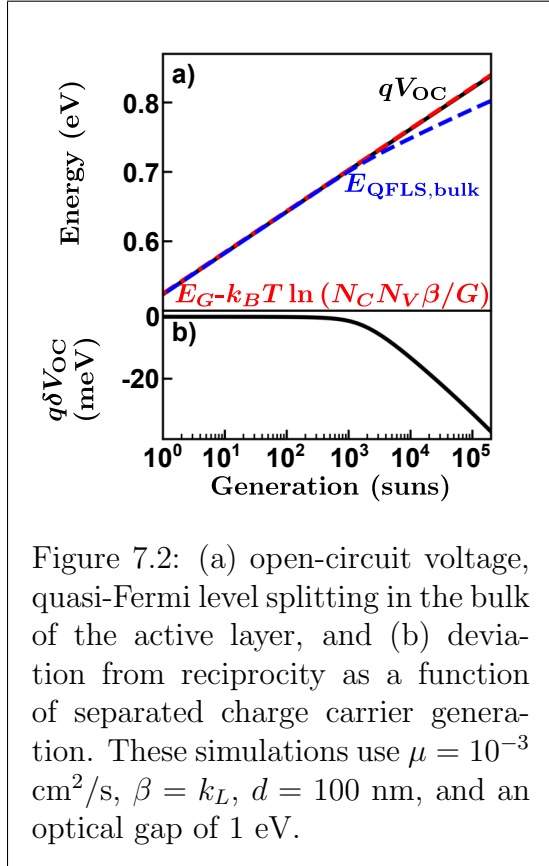 a)
qV_OC
0.8
0.7
0.6
Energy (eV)
E_QFLS,bulk
E_G-k_BT ln (N_CN_Vβ/G)
b)
0
-20
qδV_OC
(meV)
10^0 10^1 10^2 10^3 10^4 10^5
Generation (suns)
Figure 7.2: (a) open-circuit voltage,
quasi-Fermi level splitting in the bulk
of the active layer, and (b) devia-
tion from reciprocity as a function
of separated charge carrier genera-
tion. These simulations use μ = 10^-3
cm^2/s, β = k_L, d = 100 nm, and an
optical gap of 1 eV.